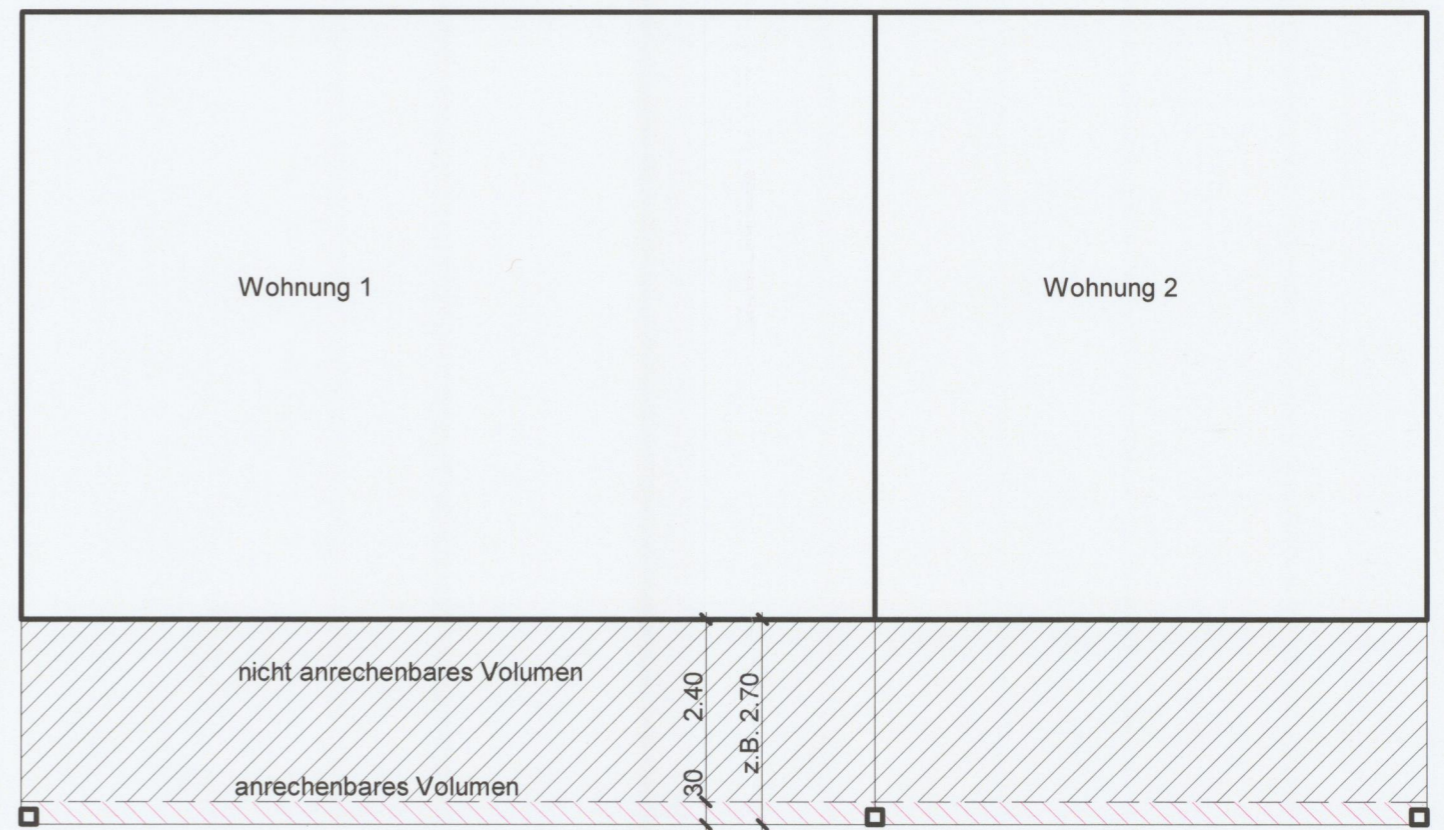 Wohnung 1
Wohnung 2
nicht anrechenbares Volumen
2.40
z.B. 2.70
anrechenbares Volumen
30